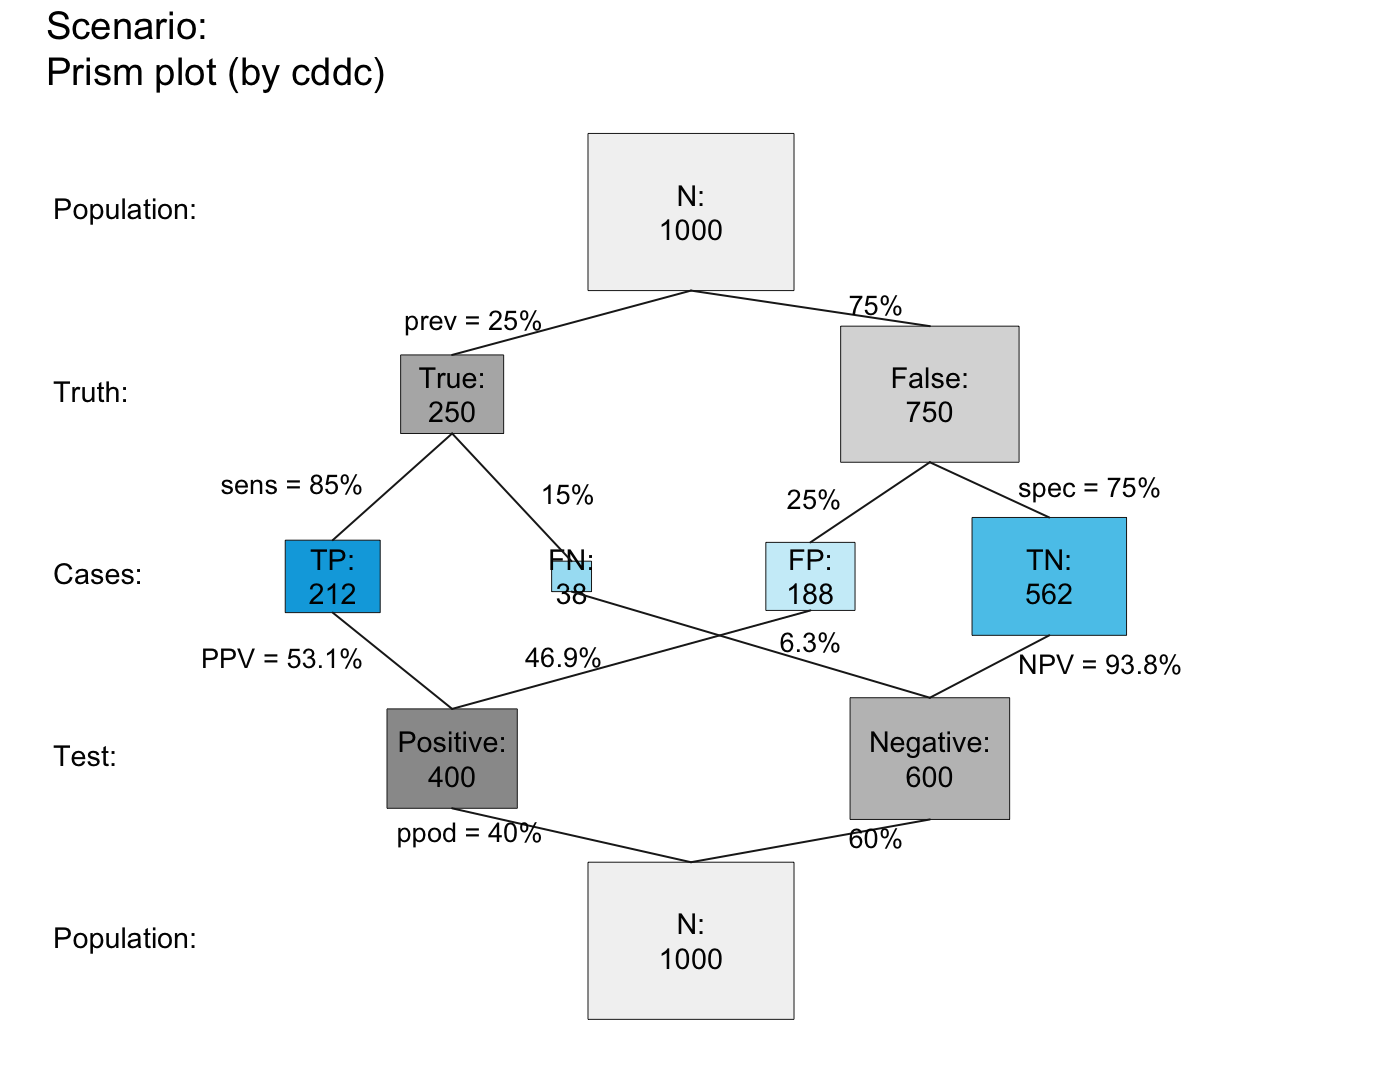 Scenario:
Prism plot (by cddc)
Population:
N:
1000
prev = 25%
75%
Truth:
True:
250
False:
750
sens = 85%
15%
25%
spec = 75%
Cases:
TP:
212
FN:
38
FP:
188
TN:
562
PPV = 53.1%
46.9%
6.3%
NPV = 93.8%
Test:
Positive:
400
Negative:
600
ppod = 40%
60%
Population:
N:
1000